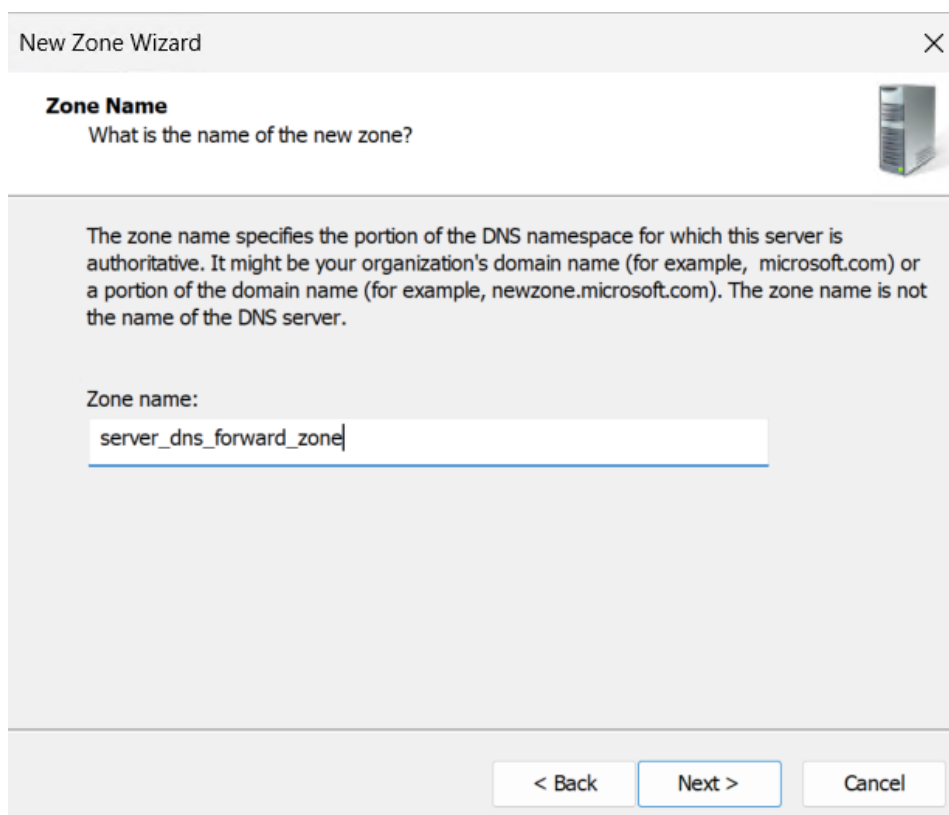 New Zone Wizard
Zone Name
What is the name of the new zone?
The zone name specifies the portion of the DNS namespace for which this server is
authoritative. It might be your organization's domain name (for example, microsoft.com) or
a portion of the domain name (for example, newzone.microsoft.com). The zone name is not
the name of the DNS server.
Zone name:
server_dns_forward_zone
< Back Next > Cancel